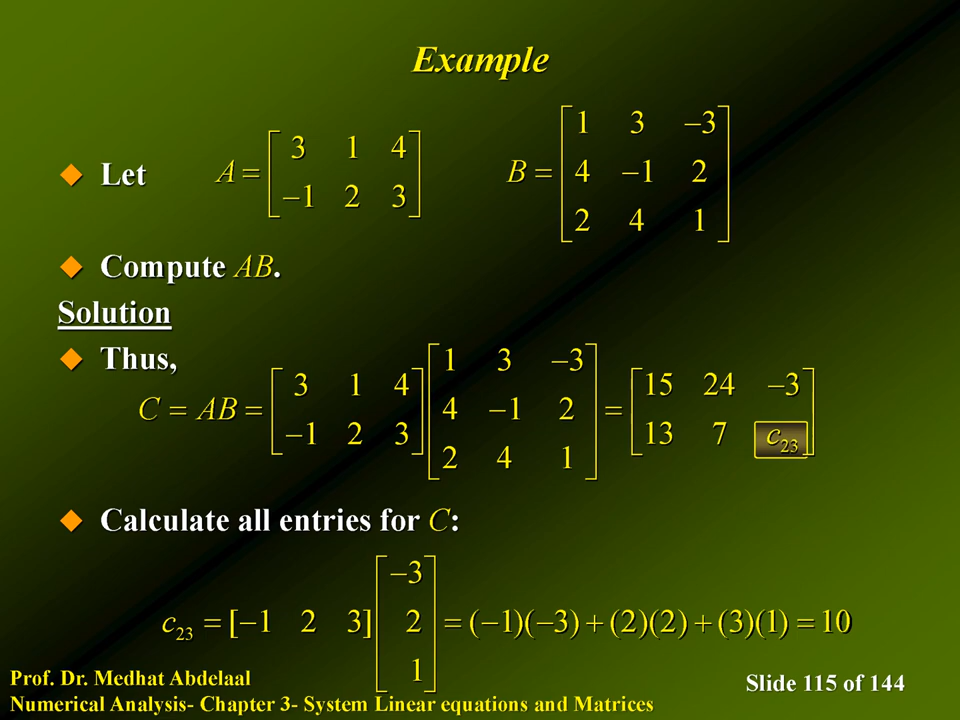 Example
◆ Let A = [3 1 4; −1 2 3] B = [1 3 −3; 4 −1 2; 2 4 1]
◆ Compute AB.
Solution
◆ Thus,
C = AB = [3 1 4; −1 2 3] [1 3 −3; 4 −1 2; 2 4 1] = [15 24 −3; 13 7 c₂₃]
◆ Calculate all entries for C:
c₂₃ = [−1 2 3] [−3; 2; 1] = (−1)(−3) + (2)(2) + (3)(1) = 10
Prof. Dr. Medhat Abdelaal
Numerical Analysis- Chapter 3- System Linear equations and Matrices
Slide 115 of 144